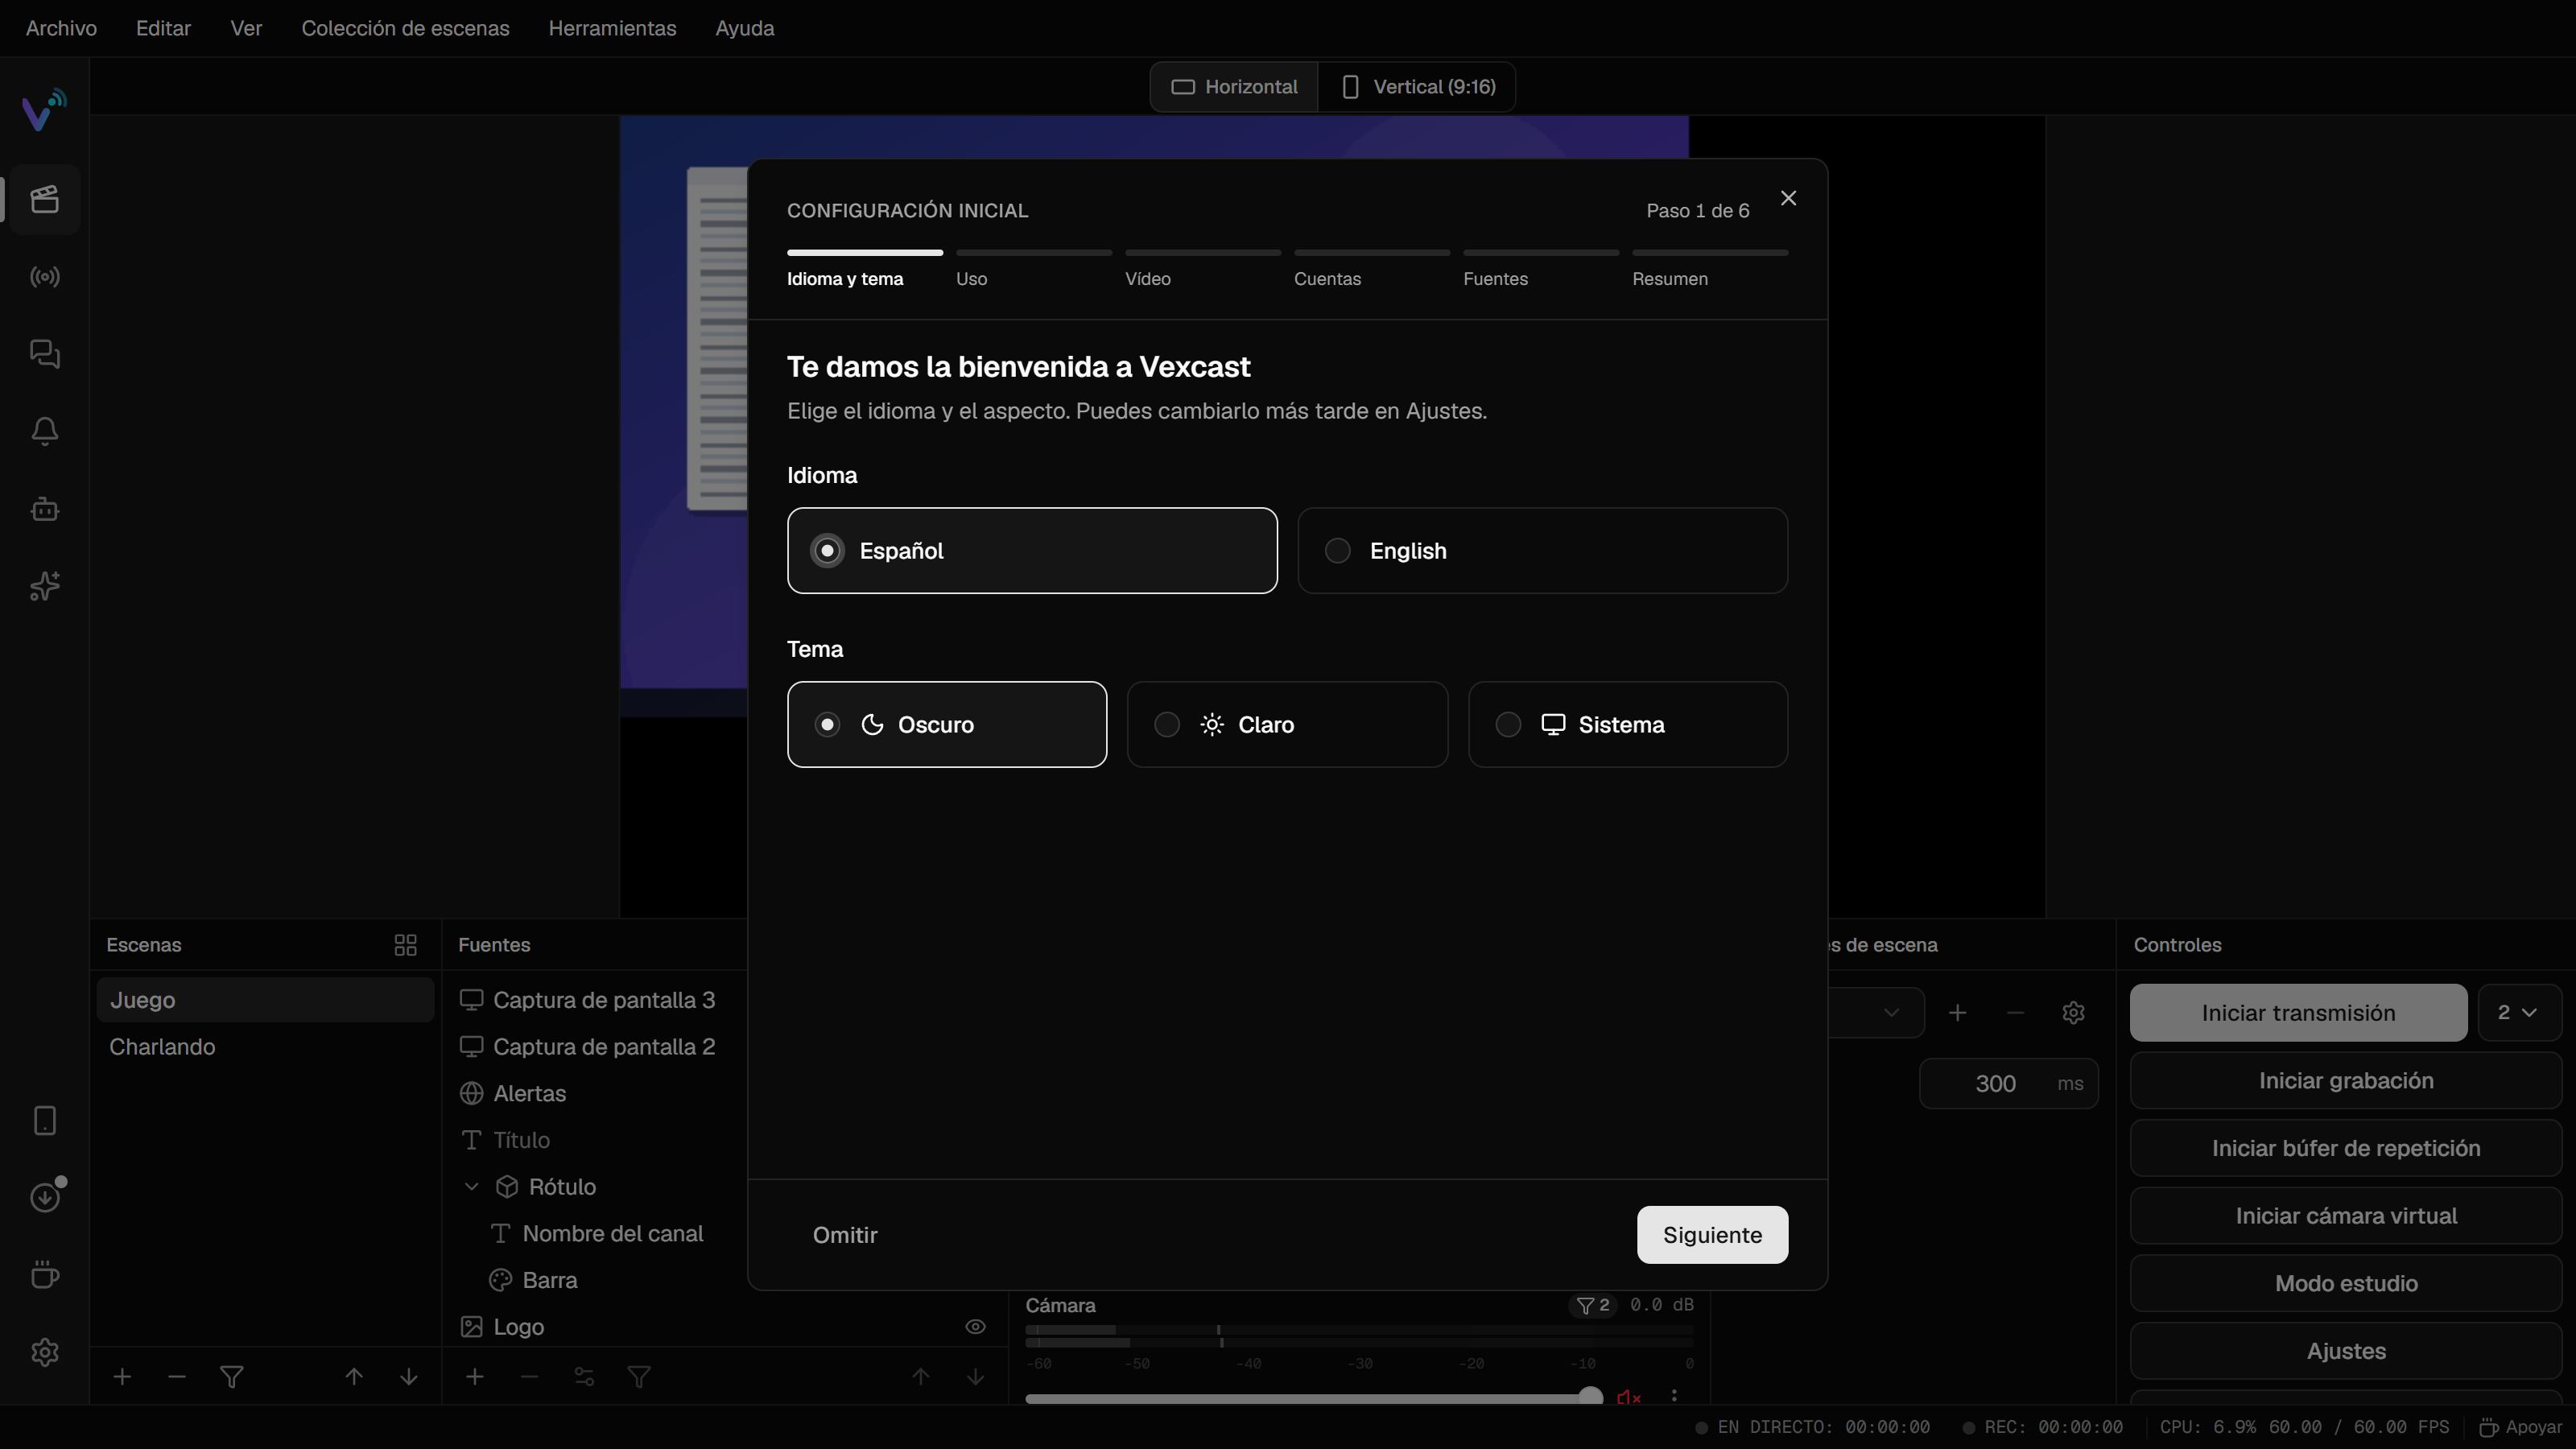 Archivo Editar Ver Colección de escenas Herramientas Ayuda
Horizontal Vertical (9:16)
CONFIGURACIÓN INICIAL Paso 1 de 6
Idioma y tema Uso Vídeo Cuentas Fuentes Resumen
Te damos la bienvenida a Vexcast
Elige el idioma y el aspecto. Puedes cambiarlo más tarde en Ajustes.
Idioma
Español English
Tema
Oscuro Claro Sistema
Omitir Siguiente
Escenas
Juego
Charlando
Fuentes
Captura de pantalla 3
Captura de pantalla 2
Alertas
Título
Rótulo
Nombre del canal
Barra
Logo
Cámara 2 0.0 dB
-60 -50 -40 -30 -20 -10 0
de escena
300 ms
Controles
Iniciar transmisión 2
Iniciar grabación
Iniciar búfer de repetición
Iniciar cámara virtual
Modo estudio
Ajustes
EN DIRECTO: 00:00:00 REC: 00:00:00 CPU: 6.9% 60.00 / 60.00 FPS Apoyar